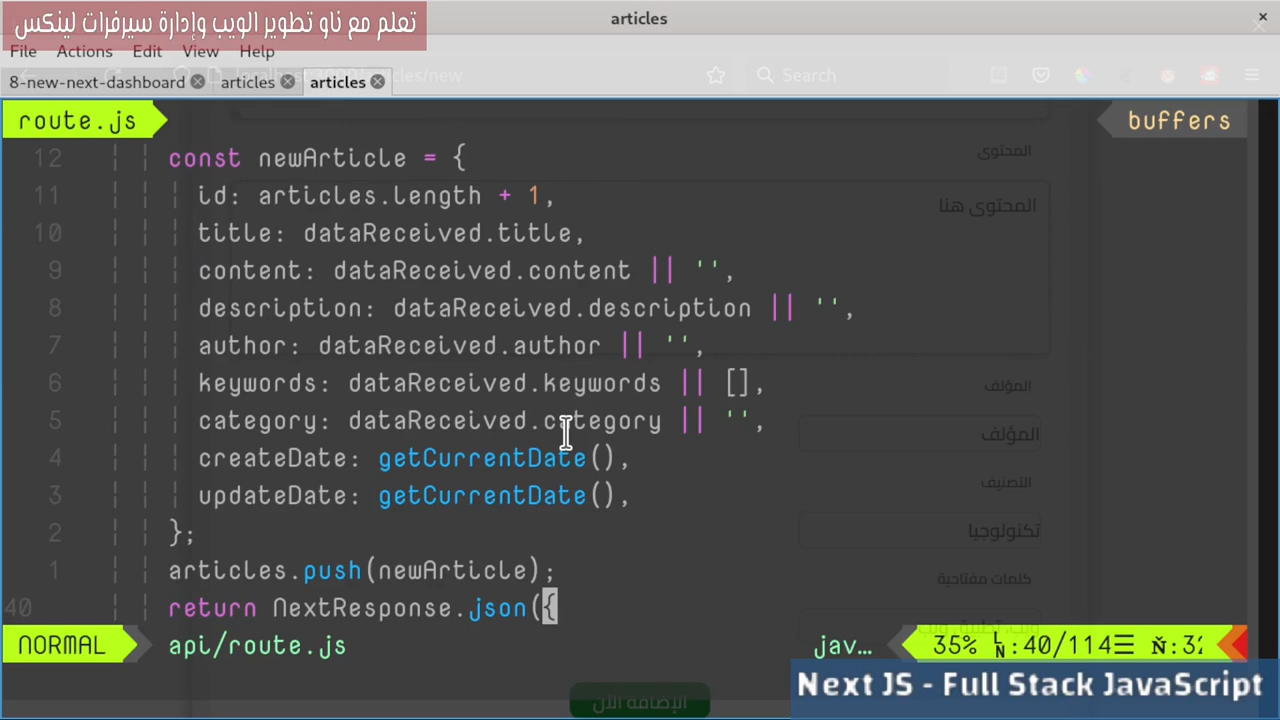 تعلم مع ناو تطوير الويب وإدارة سيرفرات لينكس
articles
File Actions Edit View Help
Search
8-new-next-dashboard articles articles
route.js buffers
12 const newArticle = {
11 id: articles.length + 1,
10 title: dataReceived.title,
9 content: dataReceived.content || '',
8 description: dataReceived.description || '',
7 author: dataReceived.author || '',
6 keywords: dataReceived.keywords || [],
5 category: dataReceived.category || '',
4 createDate: getCurrentDate(),
3 updateDate: getCurrentDate(),
2 };
1 articles.push(newArticle);
40 return NextResponse.json({
المحتوى
المحتوى هنا
المؤلف
المؤلف
التصنيف
تكنولوجيا
كلمات مفتاحية
NORMAL api/route.js jav… 35% LN:40/114☰
Next JS - Full Stack JavaScript
الإضافة الآن